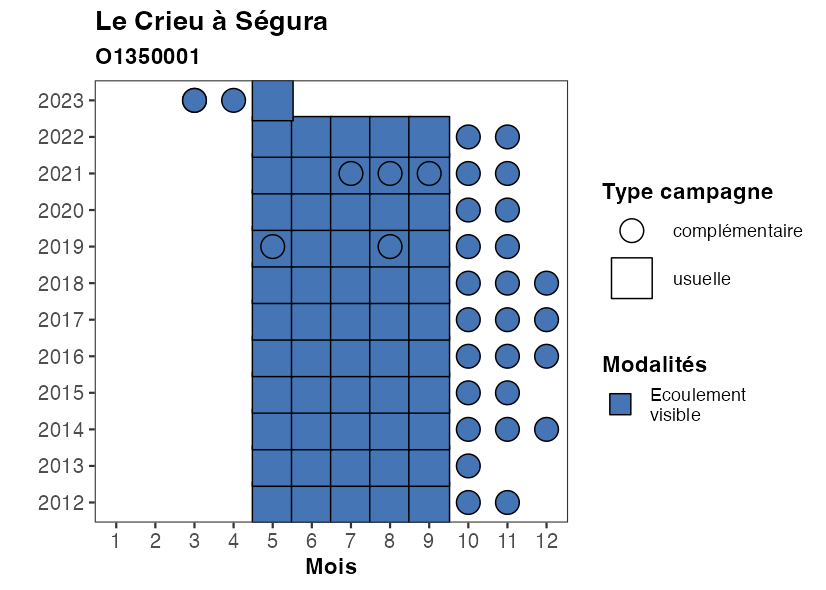 Le Crieu à Ségura
O1350001
2023
2022
2021
2020
2019
2018
2017
2016
2015
2014
2013
2012
1 2 3 4 5 6 7 8 9 10 11 12
Mois
Type campagne
complémentaire
usuelle
Modalités
Ecoulement
visible